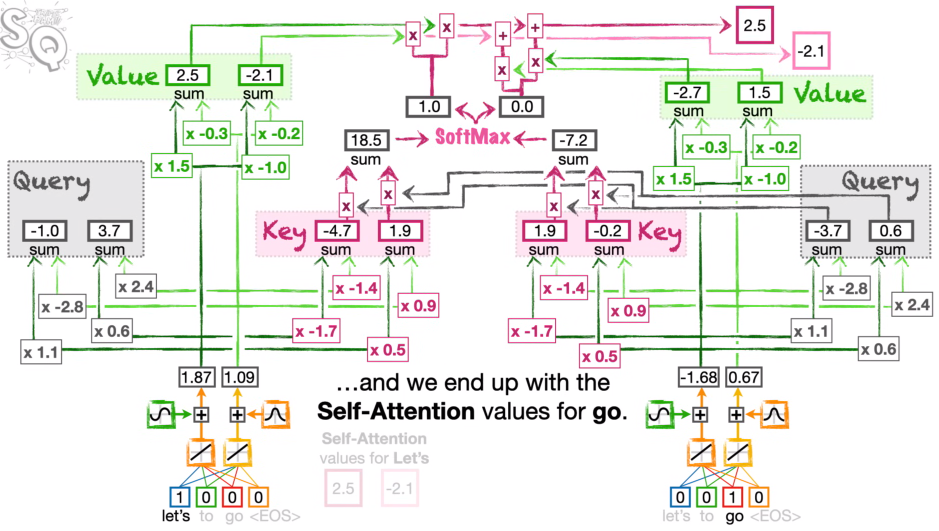 SQ
2.5
-2.1
x
x
+
+
x
x
Value
2.5
-2.1
sum
sum
1.0
0.0
SoftMax
-2.7
1.5
sum
sum
Value
x -0.3
x -0.2
x 1.5
x -1.0
18.5
sum
-7.2
sum
x -0.3
x -0.2
x 1.5
x -1.0
Query
-1.0
3.7
sum
sum
x
x
Key
-4.7
1.9
sum
sum
x
x
1.9
-0.2
Key
sum
sum
Query
-3.7
0.6
sum
sum
x 2.4
x -2.8
x 0.6
x 1.1
x -1.4
x 0.9
x -1.7
x 0.5
x -1.4
x 0.9
x -1.7
x 0.5
x -2.8
x 2.4
x 1.1
x 0.6
1.87
1.09
…and we end up with the
Self-Attention values for go.
-1.68
0.67
+
+
+
+
Self-Attention
values for Let's
2.5
-2.1
1
0
0
0
let's to go <EOS>
0
0
1
0
let's to go <EOS>